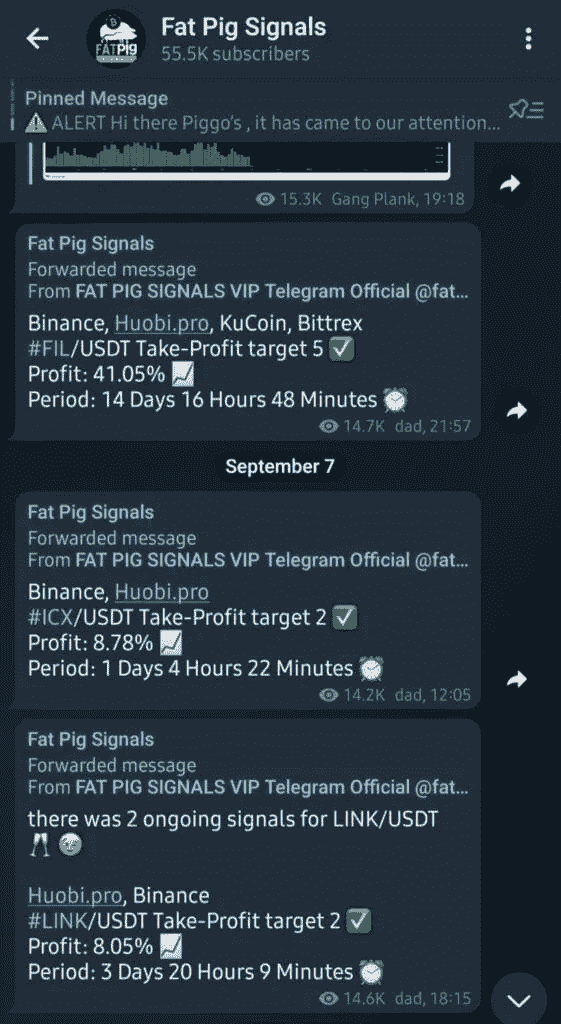 FATPIG
Fat Pig Signals
55.5K subscribers
Pinned Message
⚠️ ALERT Hi there Piggo's , it has came to our attention...
15.3K Gang Plank, 19:18
Fat Pig Signals
Forwarded message
From FAT PIG SIGNALS VIP Telegram Official @fat...
Binance, Huobi.pro, KuCoin, Bittrex
#FIL/USDT Take-Profit target 5 ✅
Profit: 41.05% 📈
Period: 14 Days 16 Hours 48 Minutes ⏰
14.7K dad, 21:57
September 7
Fat Pig Signals
Forwarded message
From FAT PIG SIGNALS VIP Telegram Official @fat...
Binance, Huobi.pro
#ICX/USDT Take-Profit target 2 ✅
Profit: 8.78% 📈
Period: 1 Days 4 Hours 22 Minutes ⏰
14.2K dad, 12:05
Fat Pig Signals
Forwarded message
From FAT PIG SIGNALS VIP Telegram Official @fat...
there was 2 ongoing signals for LINK/USDT
🥂 🌝
Huobi.pro, Binance
#LINK/USDT Take-Profit target 2 ✅
Profit: 8.05% 📈
Period: 3 Days 20 Hours 9 Minutes ⏰
14.6K dad, 18:15